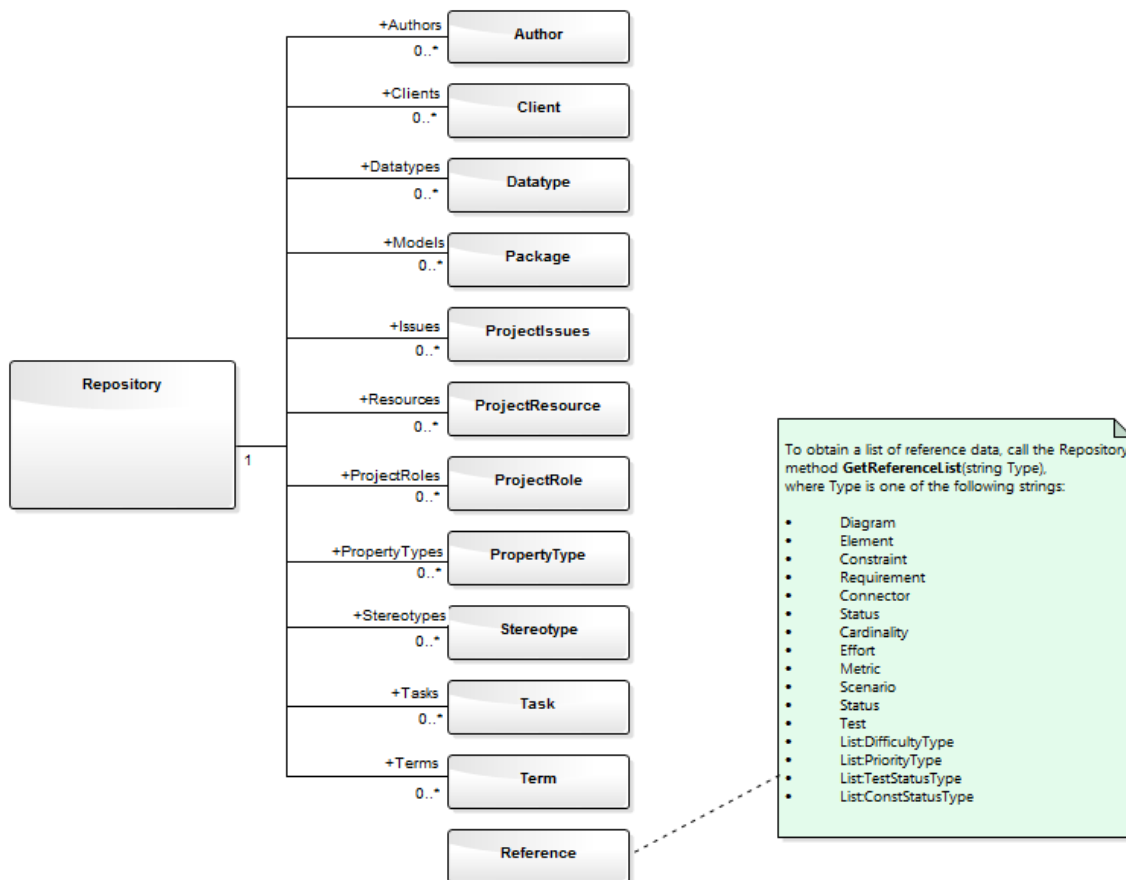 +Authors
0..*
Author
+Clients
0..*
Client
+Datatypes
0..*
Datatype
+Models
0..*
Package
+Issues
0..*
ProjectIssues
Repository
1
+Resources
0..*
ProjectResource
+ProjectRoles
0..*
ProjectRole
+PropertyTypes
0..*
PropertyType
+Stereotypes
0..*
Stereotype
+Tasks
0..*
Task
+Terms
0..*
Term
Reference
To obtain a list of reference data, call the Repository
method GetReferenceList(string Type),
where Type is one of the following strings:
• Diagram
• Element
• Constraint
• Requirement
• Connector
• Status
• Cardinality
• Effort
• Metric
• Scenario
• Status
• Test
• List:DifficultyType
• List:PriorityType
• List:TestStatusType
• List:ConstStatusType